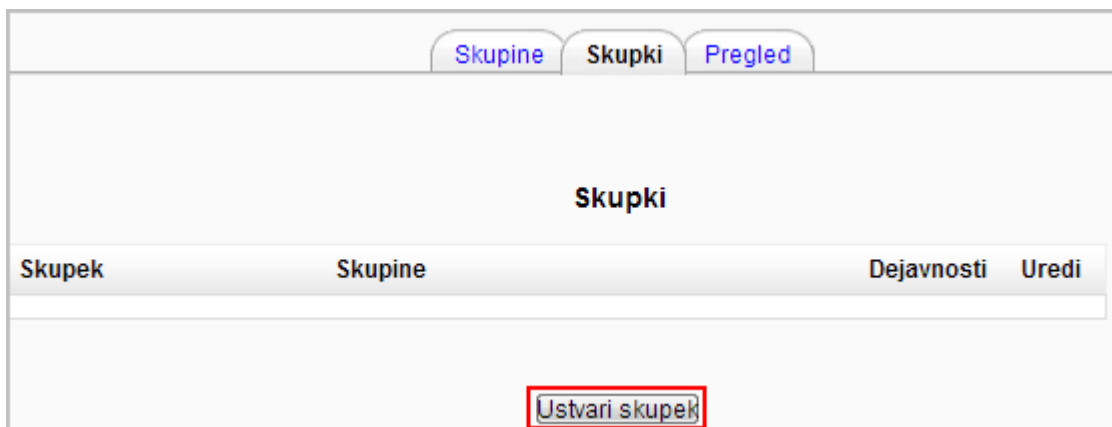 Skupine Skupki Pregled
Skupki
Skupek Skupine Dejavnosti Uredi
Ustvari skupek